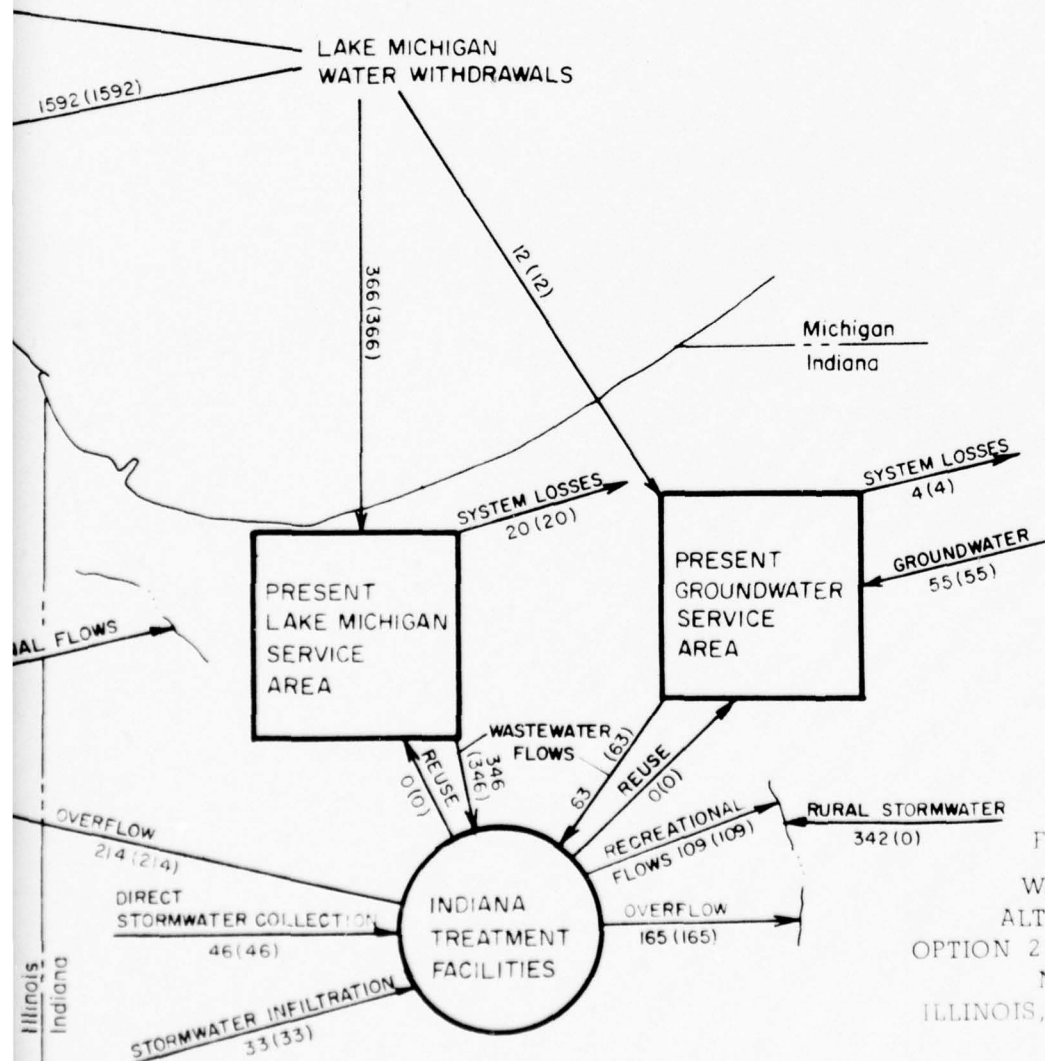 LAKE MICHIGAN
WATER WITHDRAWALS
1592 (1592)
366 (366)
12 (12)
Michigan
Indiana
SYSTEM LOSSES
20 (20)
SYSTEM LOSSES
4(4)
GROUNDWATER
55 (55)
PRESENT
LAKE MICHIGAN
SERVICE
AREA
PRESENT
GROUNDWATER
SERVICE
AREA
NAL FLOWS
WASTEWATER
FLOWS
346
(346)
63
(63)
REUSE
0(0)
REUSE
0(0)
RECREATIONAL
FLOWS 109 (109)
RURAL STORMWATER
342 (0)
OVERFLOW
214 (214)
DIRECT
STORMWATER COLLECTION
46(46)
INDIANA
TREATMENT
FACILITIES
OVERFLOW
165 (165)
STORMWATER INFILTRATION
33 (33)
Illinois
Indiana
F
W
ALT
OPTION 2
N
ILLINOIS,